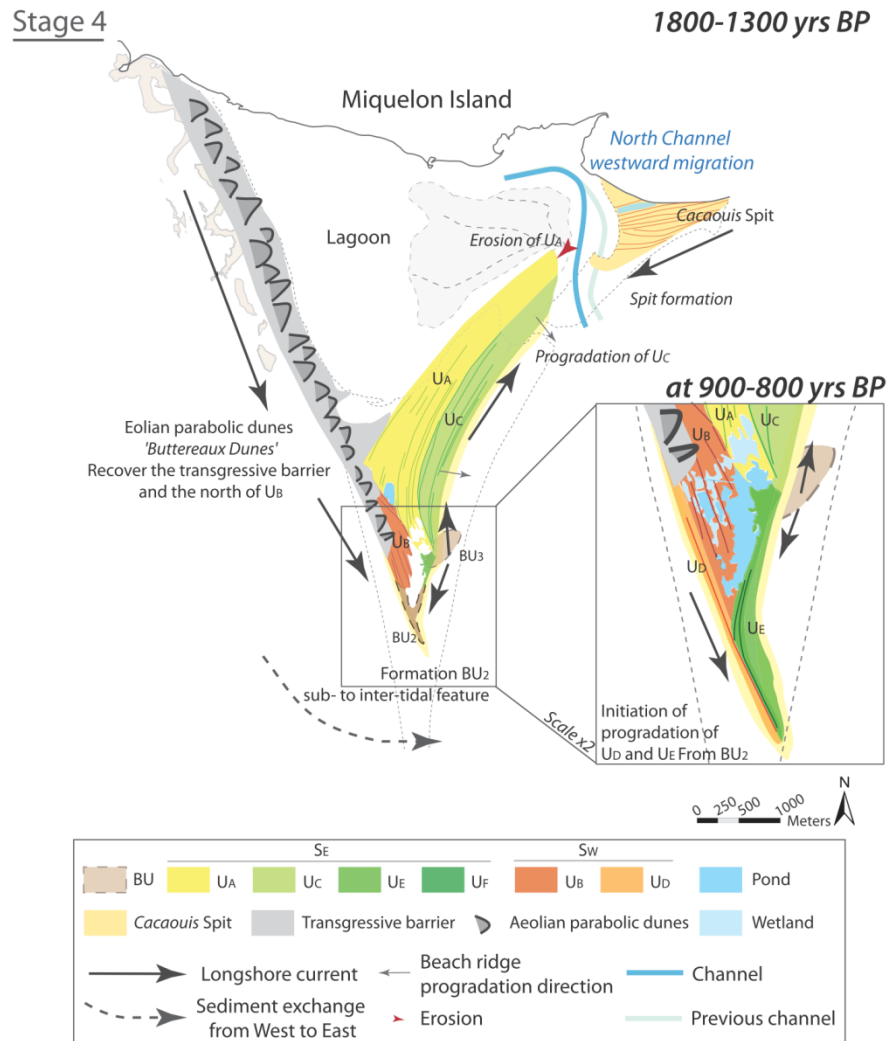 Stage 4
1800-1300 yrs BP
Miquelon Island
North Channel
westward migration
Cacaouis Spit
Lagoon
Erosion of UA
Spit formation
Progradation of UC
UA
UC
at 900-800 yrs BP
Eolian parabolic dunes
'Buttereaux Dunes'
Recover the transgressive barrier
and the north of UB
UB
BU3
BU2
Formation BU2
sub- to inter-tidal feature
Scale x2
UA
UB
UC
UD
UE
Initiation of
progradation of
UD and UE From BU2
N
0 250 500 1000
Meters
SE
SW
BU UA UC UE UF UB UD Pond
Cacaouis Spit Transgressive barrier Aeolian parabolic dunes Wetland
Longshore current
Beach ridge
progradation direction
Channel
Sediment exchange
from West to East
Erosion
Previous channel